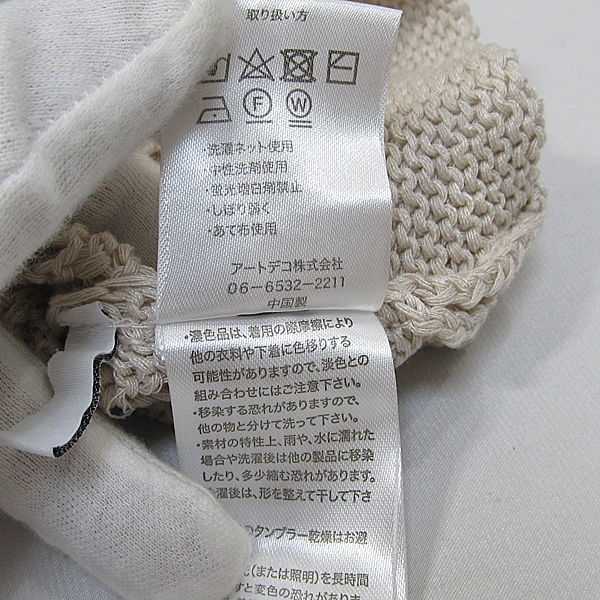 取り扱い方
F W
・洗濯ネット使用
・中性洗剤使用
・蛍光増白剤禁止
・しぼり弱く
・あて布使用
アートデコ株式会社
06-6532-2211
中国製
・濃色品は、着用の際摩擦により
他の衣料や下着に色移りする
可能性がありますので、淡色との
組み合わせにはご注意下さい。
・移染する恐れがありますので、
他の物と分けて洗って下さい。
・素材の特性上、雨や、水に濡れた
場合や洗濯後は他の製品に移染
したり、多少縮む恐れがあります。
洗濯後は、形を整えて干して下さ
のタンブラー乾燥はお避
(または照明)を長時間
すと変色の恐れがありま